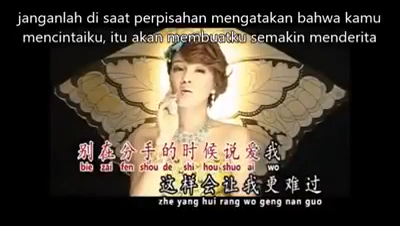 janganlah di saat perpisahan mengatakan bahwa kamu
mencintaiku, itu akan membuatku semakin menderita
别在分手的时候说爱我
bie zai fen shou de shi hou shuo ai wo
这样会让我更难过
zhe yang hui rang wo geng nan guo